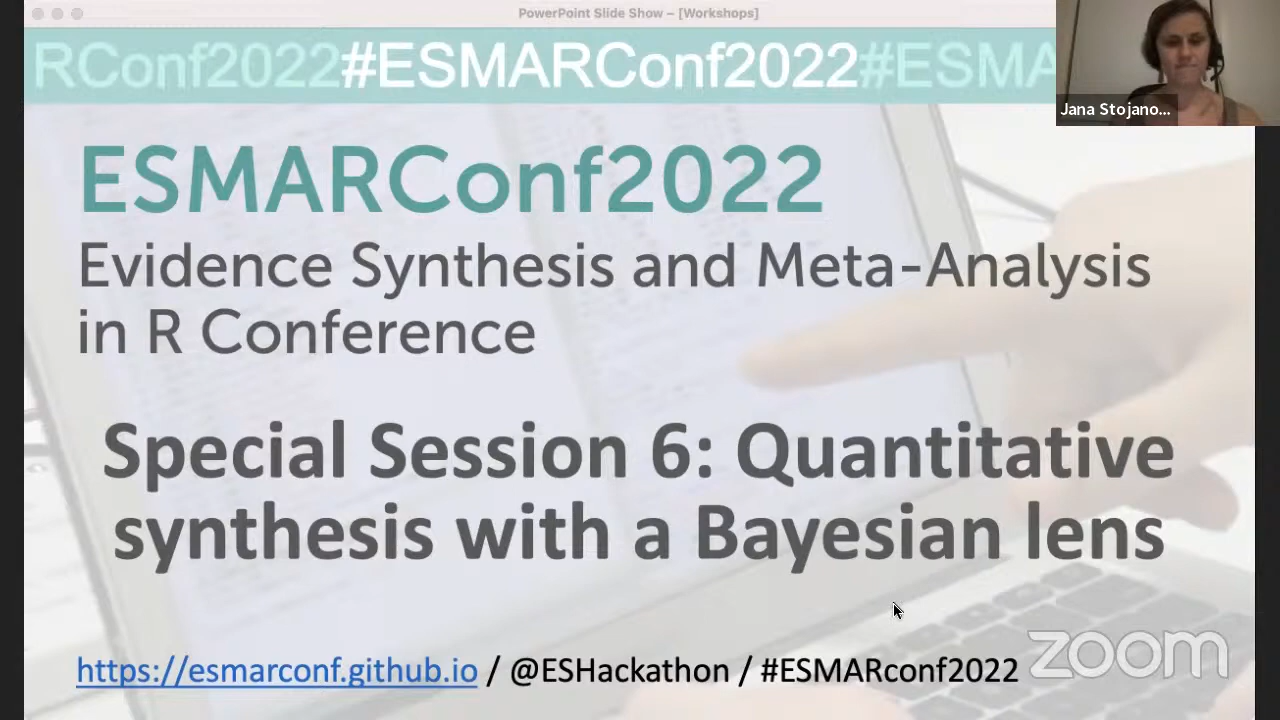 PowerPoint Slide Show – [Workshops]
RConf2022#ESMARConf2022#ESMA
Jana Stojano...
ESMARConf2022
Evidence Synthesis and Meta-Analysis
in R Conference
Special Session 6: Quantitative
synthesis with a Bayesian lens
https://esmarconf.github.io / @ESHackathon / #ESMARconf2022
zoom